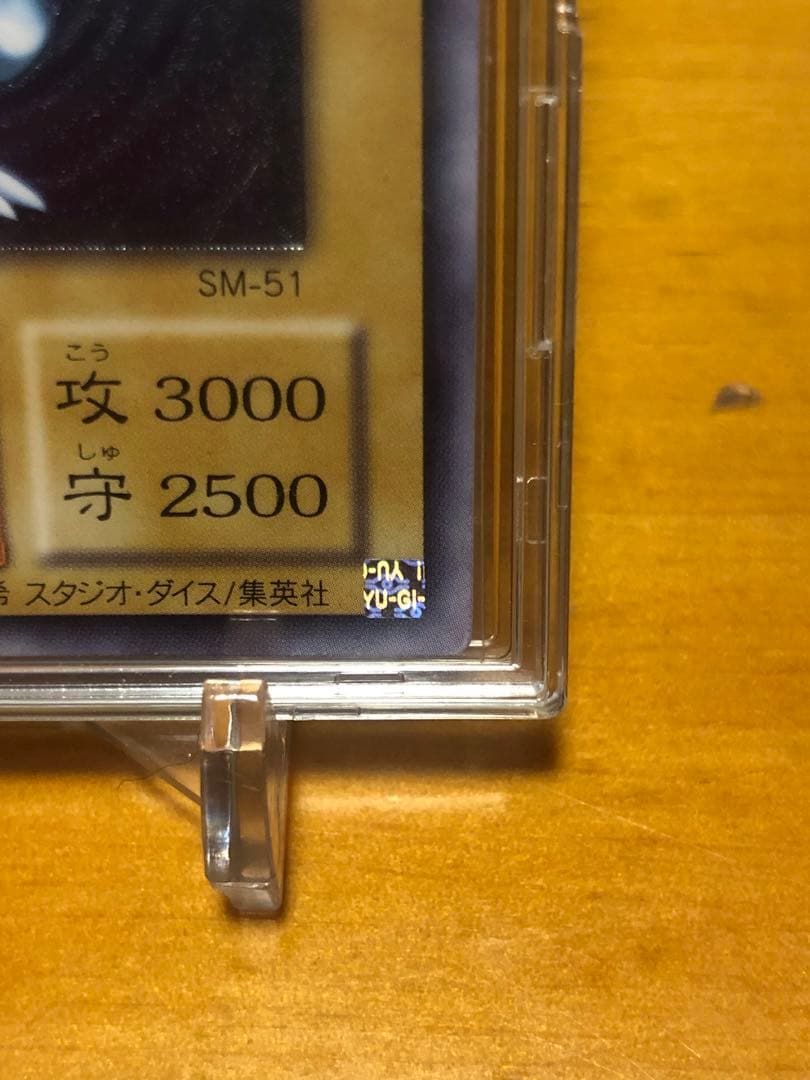 SM-51
こう
攻 3000
しゅ
守 2500
スタジオ・ダイス/集英社
YU-GI-